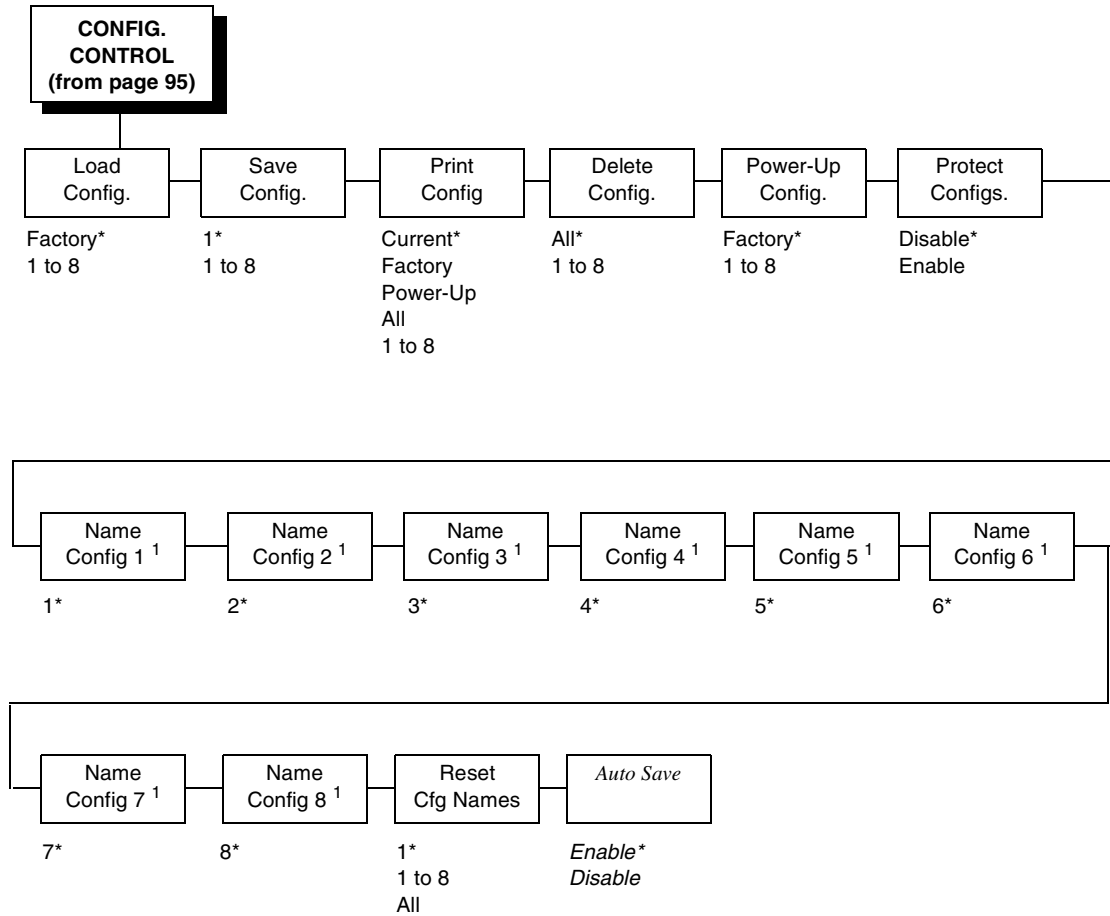 CONFIG.
CONTROL
(from page 95)
Load
Config.
Save
Config.
Print
Config
Delete
Config.
Power-Up
Config.
Protect
Configs.
Factory*
1 to 8
1*
1 to 8
Current*
Factory
Power-Up
All
1 to 8
All*
1 to 8
Factory*
1 to 8
Disable*
Enable
Name
Config 1 1
Name
Config 2 1
Name
Config 3 1
Name
Config 4 1
Name
Config 5 1
Name
Config 6 1
1*
2*
3*
4*
5*
6*
Name
Config 7 1
Name
Config 8 1
Reset
Cfg Names
Auto Save
7*
8*
1*
1 to 8
All
Enable*
Disable